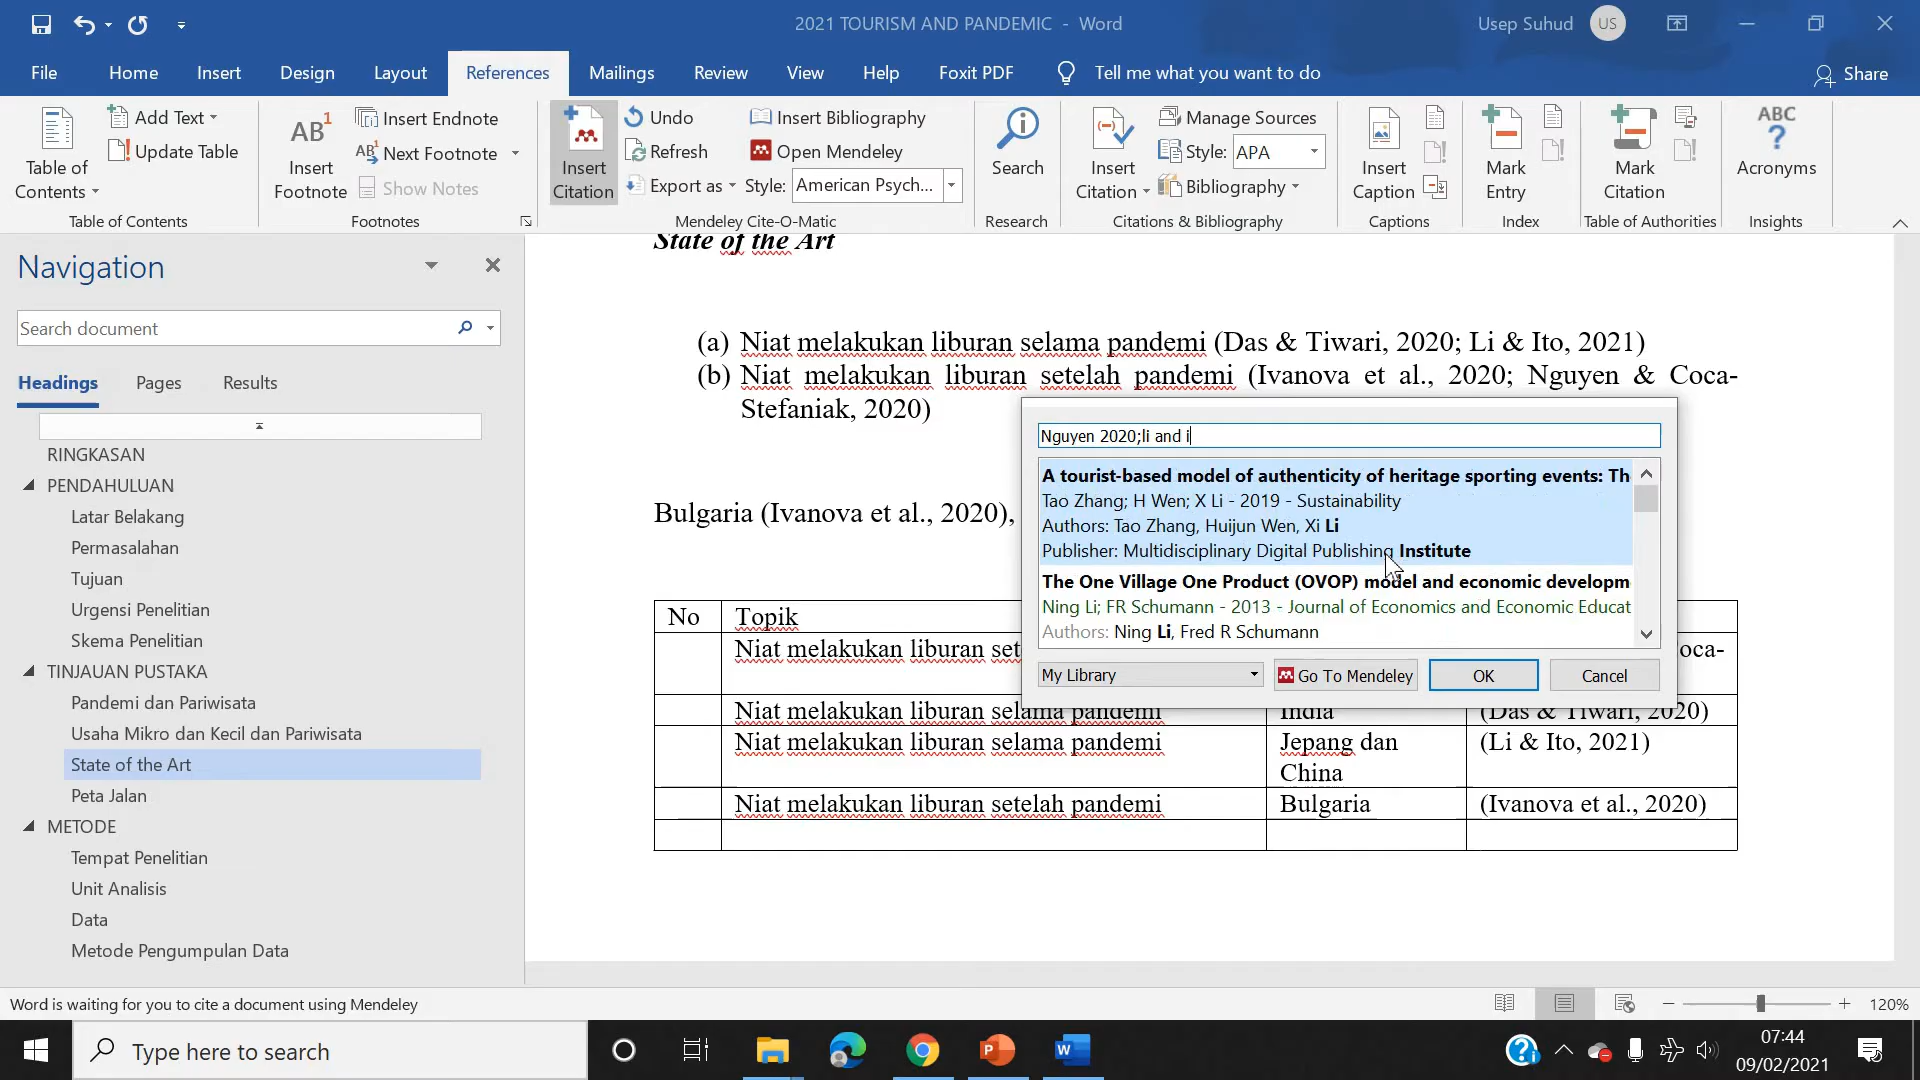 2021 TOURISM AND PANDEMIC - Word
Usep Suhud
US
File
Home
Insert
Design
Layout
References
Mailings
Review
View
Help
Foxit PDF
Tell me what you want to do
Share
Table of
Contents
Add Text
Update Table
Table of Contents
AB1
Insert
Footnote
Insert Endnote
Next Footnote
Show Notes
Footnotes
Insert
Citation
Undo
Refresh
Export as
Insert Bibliography
Open Mendeley
Style: American Psych...
Mendeley Cite-O-Matic
Search
Research
Insert
Citation
Manage Sources
Style: APA
Bibliography
Citations & Bibliography
Insert
Caption
Captions
Mark
Entry
Index
Mark
Citation
Table of Authorities
ABC
?
Acronyms
Insights
Navigation
Search document
Headings
Pages
Results
RINGKASAN
PENDAHULUAN
Latar Belakang
Permasalahan
Tujuan
Urgensi Penelitian
Skema Penelitian
TINJAUAN PUSTAKA
Pandemi dan Pariwisata
Usaha Mikro dan Kecil dan Pariwisata
State of the Art
Peta Jalan
METODE
Tempat Penelitian
Unit Analisis
Data
Metode Pengumpulan Data
State of the Art
(a) Niat melakukan liburan selama pandemi (Das & Tiwari, 2020; Li & Ito, 2021)
(b) Niat melakukan liburan setelah pandemi (Ivanova et al., 2020; Nguyen & Coca-
Stefaniak, 2020)
Bulgaria (Ivanova et al., 2020),
Nguyen 2020;li and i
A tourist-based model of authenticity of heritage sporting events: Th
Tao Zhang; H Wen; X Li - 2019 - Sustainability
Authors: Tao Zhang, Huijun Wen, Xi Li
Publisher: Multidisciplinary Digital Publishing Institute
The One Village One Product (OVOP) model and economic developm
Ning Li; FR Schumann - 2013 - Journal of Economics and Economic Educat
Authors: Ning Li, Fred R Schumann
My Library
Go To Mendeley
OK
Cancel
No
Topik
Niat melakukan liburan set
oca-
Niat melakukan liburan selama pandemi
India
(Das & Tiwari, 2020)
Niat melakukan liburan selama pandemi
Jepang dan
China
(Li & Ito, 2021)
Niat melakukan liburan setelah pandemi
Bulgaria
(Ivanova et al., 2020)
Word is waiting for you to cite a document using Mendeley
120%
Type here to search
07:44
09/02/2021